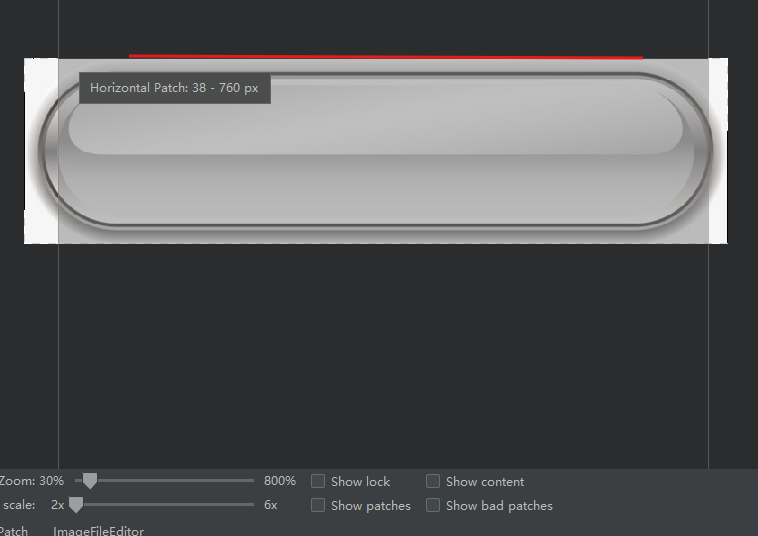 Horizontal Patch: 38 - 760 px
Zoom: 30% 800% Show lock Show content
scale: 2x 6x Show patches Show bad patches
Patch ImageFileEditor